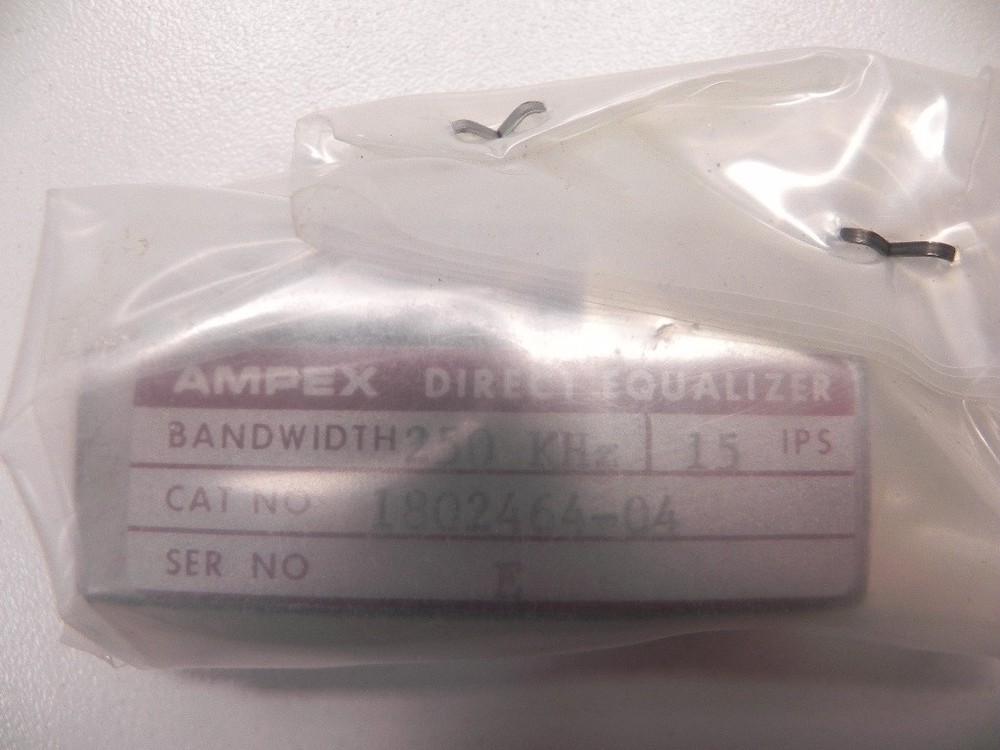 AMPEX DIRECT EQUALIZER
BANDWIDTH 250 KHz 15 IPS
CAT NO 1802464-04
SER NO E